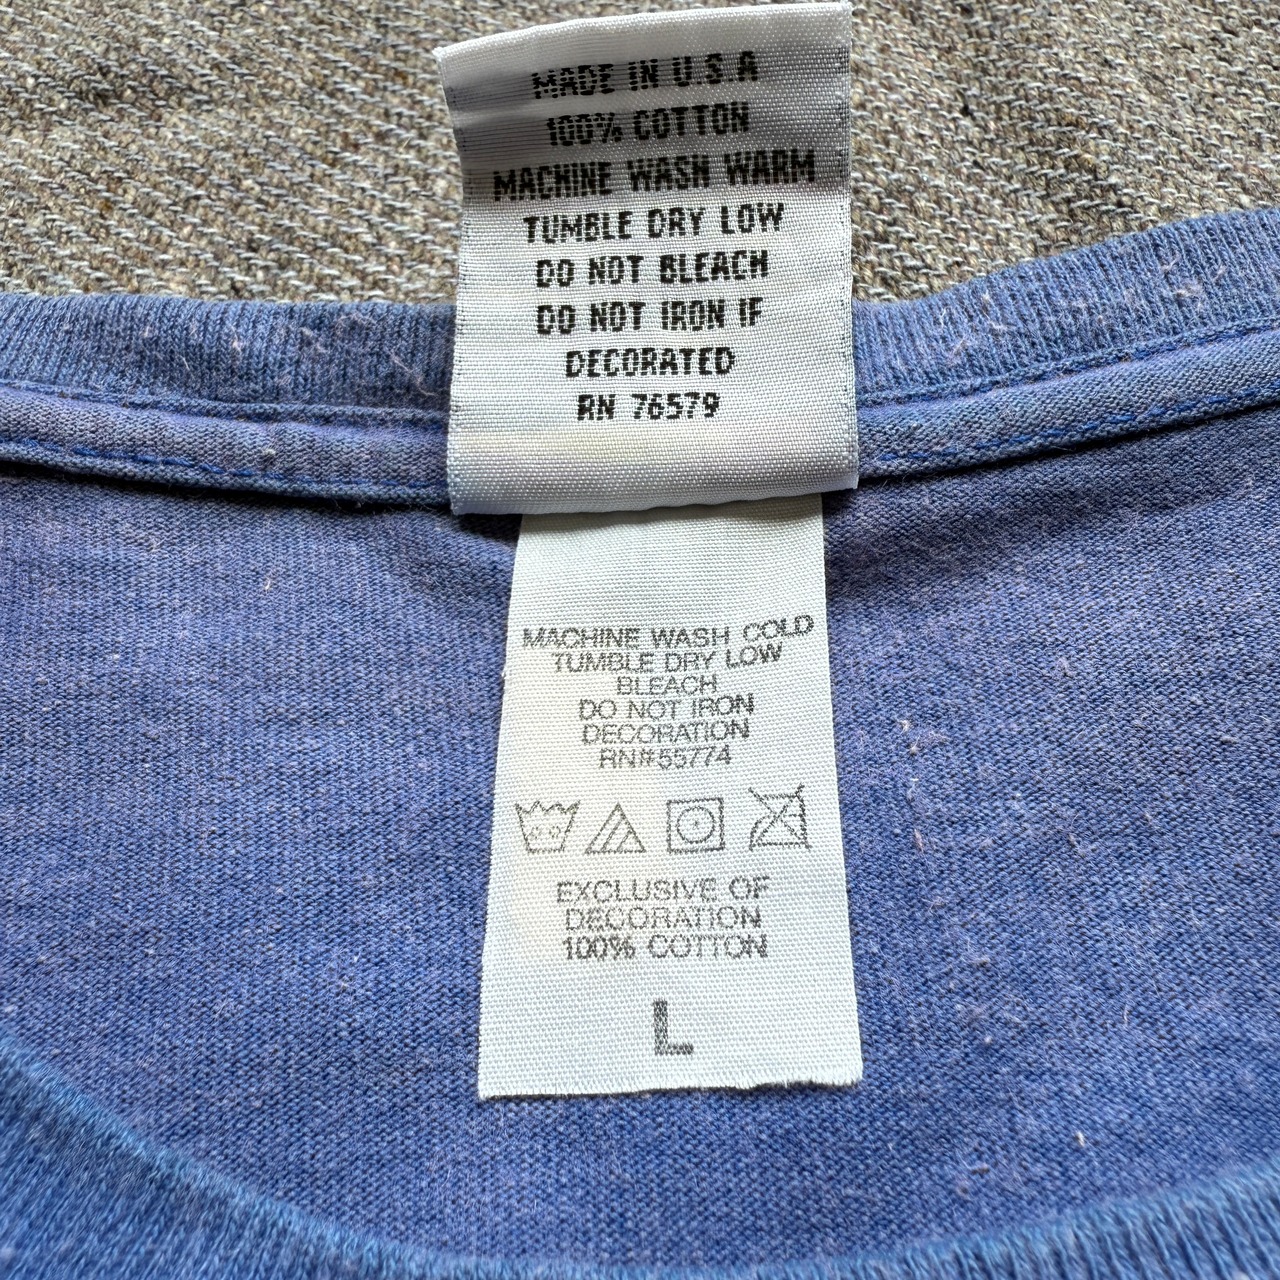 MADE IN U.S.A
100% COTTON
MACHINE WASH WARM
TUMBLE DRY LOW
DO NOT BLEACH
DO NOT IRON IF
DECORATED
RN 76579
MACHINE WASH COLD
TUMBLE DRY LOW
BLEACH
DO NOT IRON
DECORATION
RN#55774
EXCLUSIVE OF
DECORATION
100% COTTON
L